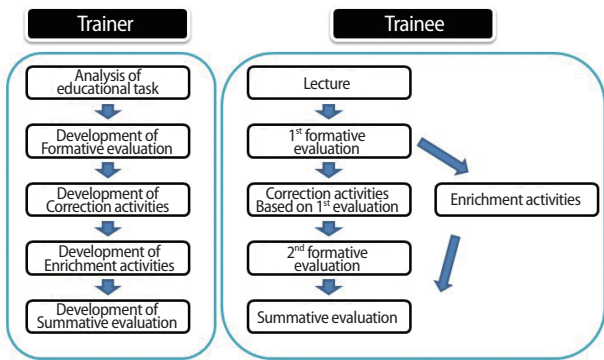 Trainer
Analysis of
educational task
Development of
Formative evaluation
Development of
Correction activities
Development of
Enrichment activities
Development of
Summative evaluation
Trainee
Lecture
1st formative
evaluation
Correction activities
Based on 1st evaluation
2nd formative
evaluation
Summative evaluation
Enrichment activities